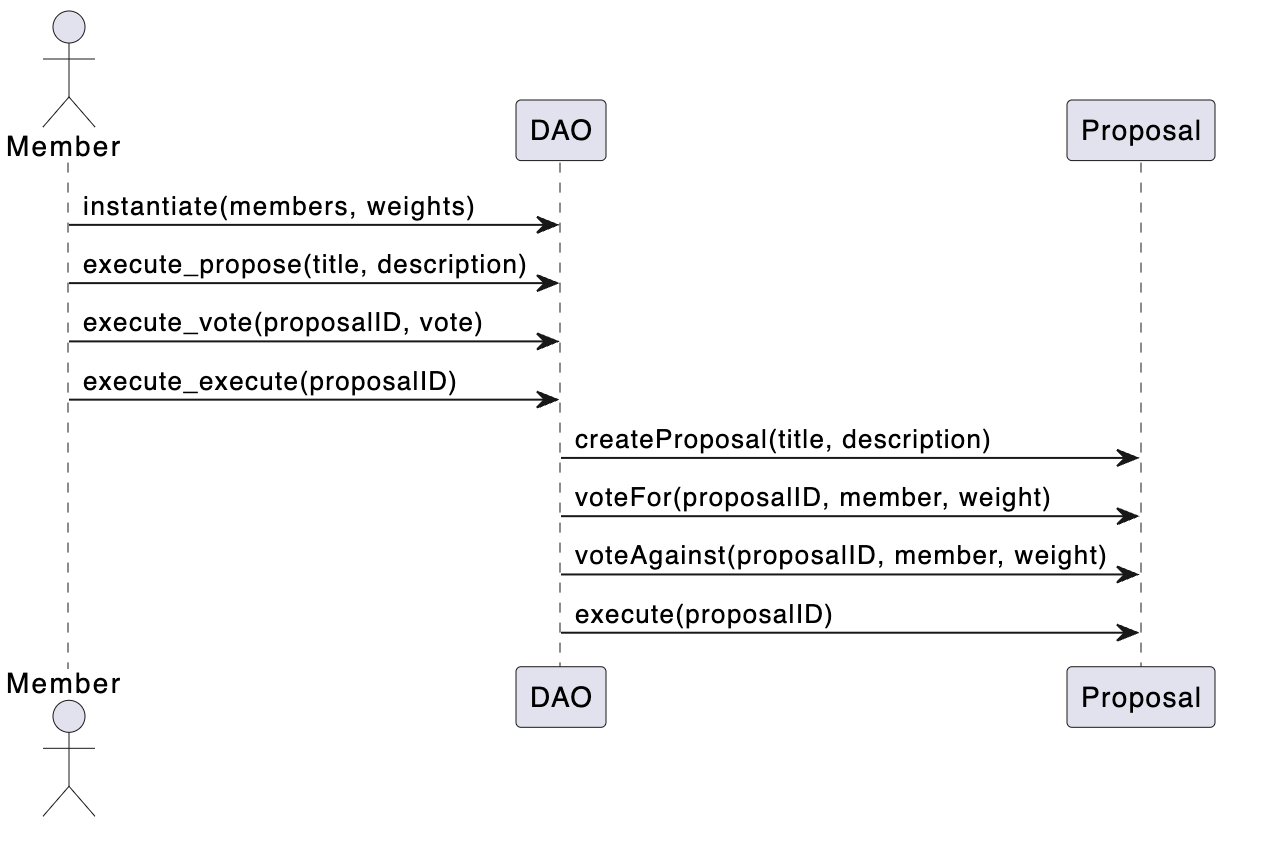 Member
DAO
Proposal
instantiate(members, weights)
execute_propose(title, description)
execute_vote(proposalID, vote)
execute_execute(proposalID)
createProposal(title, description)
voteFor(proposalID, member, weight)
voteAgainst(proposalID, member, weight)
execute(proposalID)
Member
DAO
Proposal